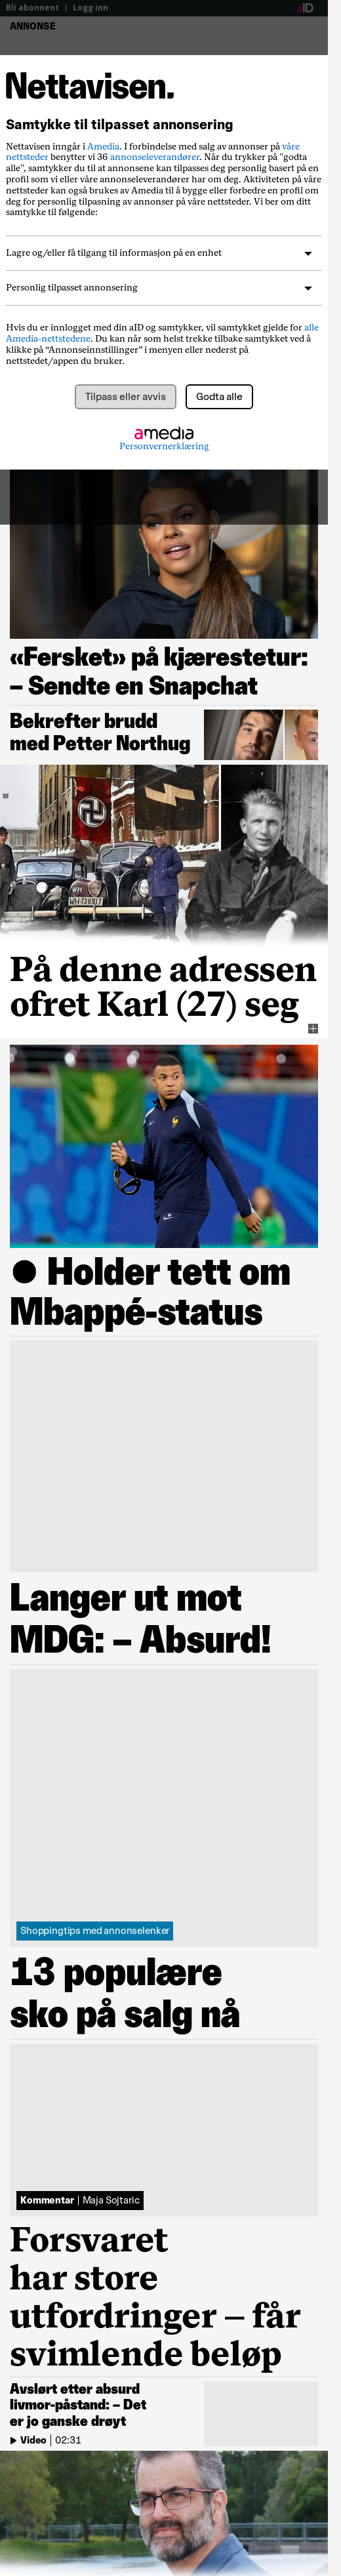 Bli abonnent | Logg inn
aID
ANNONSE
Nettavisen.
Samtykke til tilpasset annonsering
Nettavisen inngår i Amedia. I forbindelse med salg av annonser på våre
nettsteder benytter vi 36 annonseleverandører. Når du trykker på "godta
alle", samtykker du til at annonsene kan tilpasses deg personlig basert på en
profil som vi eller våre annonseleverandører har om deg. Aktiviteten på våre
nettsteder kan også brukes av Amedia til å bygge eller forbedre en profil om
deg for personlig tilpasning av annonser på våre nettsteder. Vi ber om ditt
samtykke til følgende:
Lagre og/eller få tilgang til informasjon på en enhet
Personlig tilpasset annonsering
Hvis du er innlogget med din aID og samtykker, vil samtykket gjelde for alle
Amedia-nettstedene. Du kan når som helst trekke tilbake samtykket ved å
klikke på “Annonseinnstillinger” i menyen eller nederst på
nettstedet/appen du bruker.
Tilpass eller avvis
Godta alle
amedia
Personvernerklæring
«Fersket» på kjærestetur:
– Sendte en Snapchat
Bekrefter brudd
med Petter Northug
WH-738917
På denne adressen
ofret Karl (27) seg
● Holder tett om
Mbappé-status
Langer ut mot
MDG: – Absurd!
Shoppingtips med annonselenker
13 populære
sko på salg nå
Kommentar | Maja Sojtaric
Forsvaret
har store
utfordringer – får
svimlende beløp
Avslørt etter absurd
livmor-påstand: – Det
er jo ganske drøyt
Video | 02:31